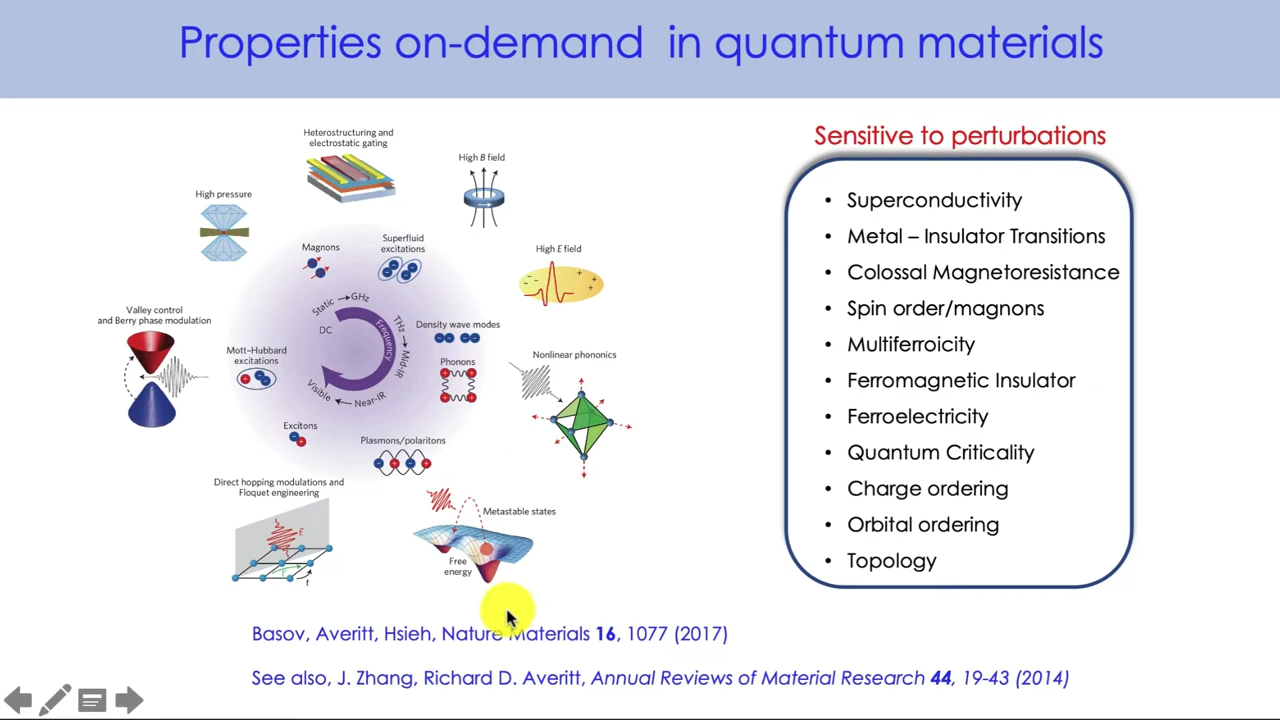 Properties on-demand in quantum materials
Heterostructuring and
electrostatic gating
High B field
High pressure
High E field
- -
-
+ +
+
Magnons
Superfluid
excitations
Valley control
and Berry phase modulation
Static → GHz
DC
Frequency
THz → Mid-IR
Density wave modes
Mott–Hubbard
excitations
Phonons
Nonlinear phononics
Visible ← Near-IR
Excitons
Plasmons/polaritons
Direct hopping modulations and
Floquet engineering
E
t
Metastable states
Free
energy
Sensitive to perturbations
• Superconductivity
• Metal – Insulator Transitions
• Colossal Magnetoresistance
• Spin order/magnons
• Multiferroicity
• Ferromagnetic Insulator
• Ferroelectricity
• Quantum Criticality
• Charge ordering
• Orbital ordering
• Topology
Basov, Averitt, Hsieh, Nature Materials 16, 1077 (2017)
See also, J. Zhang, Richard D. Averitt, Annual Reviews of Material Research 44, 19-43 (2014)